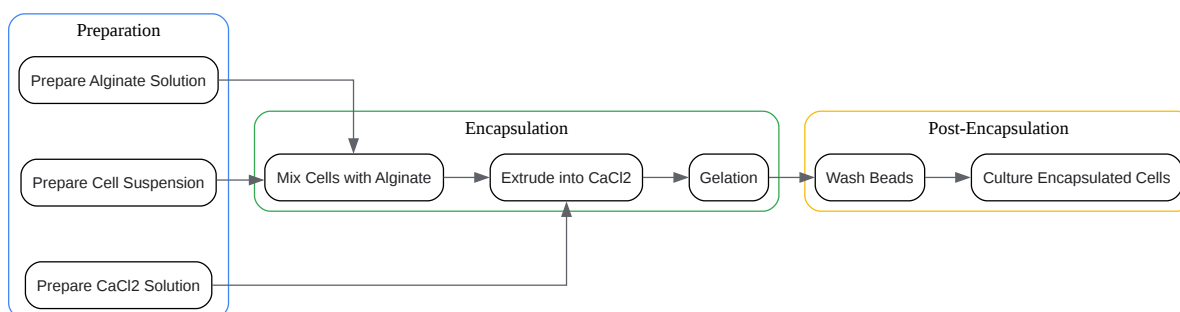 Preparation
Prepare Alginate Solution
Prepare Cell Suspension
Prepare CaCl2 Solution
Encapsulation
Mix Cells with Alginate
Extrude into CaCl2
Gelation
Post-Encapsulation
Wash Beads
Culture Encapsulated Cells